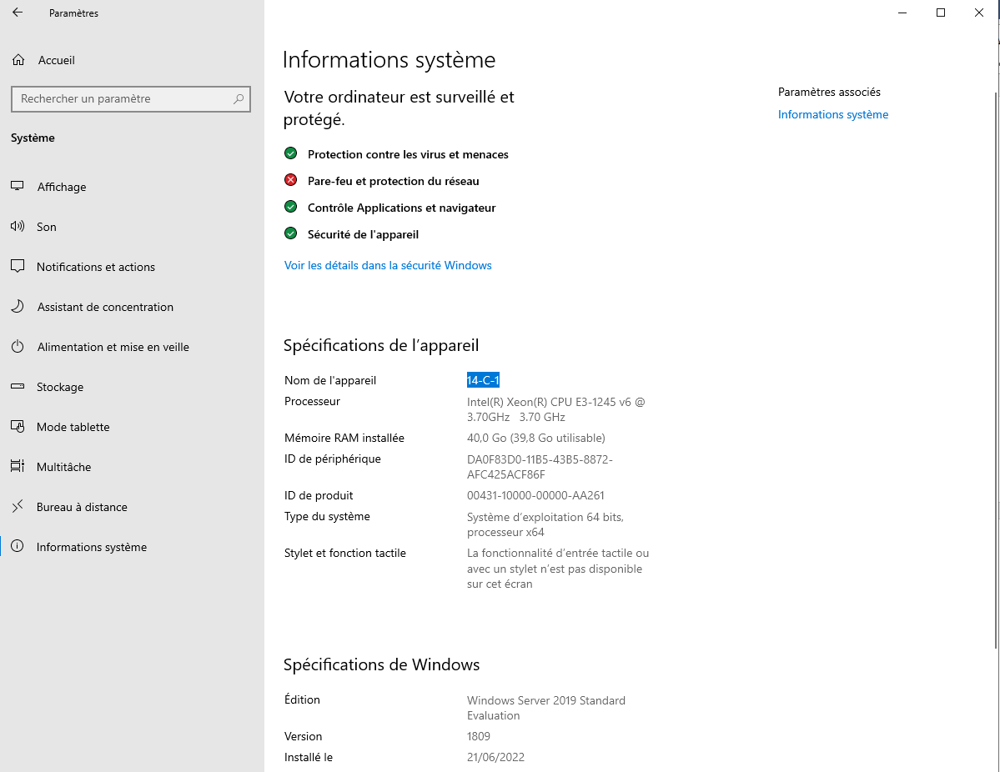 Paramètres
Accueil
Rechercher un paramètre
Système
Affichage
Son
Notifications et actions
Assistant de concentration
Alimentation et mise en veille
Stockage
Mode tablette
Multitâche
Bureau à distance
Informations système
Informations système
Votre ordinateur est surveillé et
protégé.
Protection contre les virus et menaces
Pare-feu et protection du réseau
Contrôle Applications et navigateur
Sécurité de l'appareil
Voir les détails dans la sécurité Windows
Spécifications de l’appareil
Nom de l'appareil 14-C-1
Processeur Intel(R) Xeon(R) CPU E3-1245 v6 @
3.70GHz 3.70 GHz
Mémoire RAM installée 40,0 Go (39,8 Go utilisable)
ID de périphérique DA0F83D0-11B5-43B5-8872-
AFC425ACF86F
ID de produit 00431-10000-00000-AA261
Type du système Système d’exploitation 64 bits,
processeur x64
Stylet et fonction tactile La fonctionnalité d’entrée tactile ou
avec un stylet n’est pas disponible
sur cet écran
Spécifications de Windows
Édition Windows Server 2019 Standard
Evaluation
Version 1809
Installé le 21/06/2022
Paramètres associés
Informations système